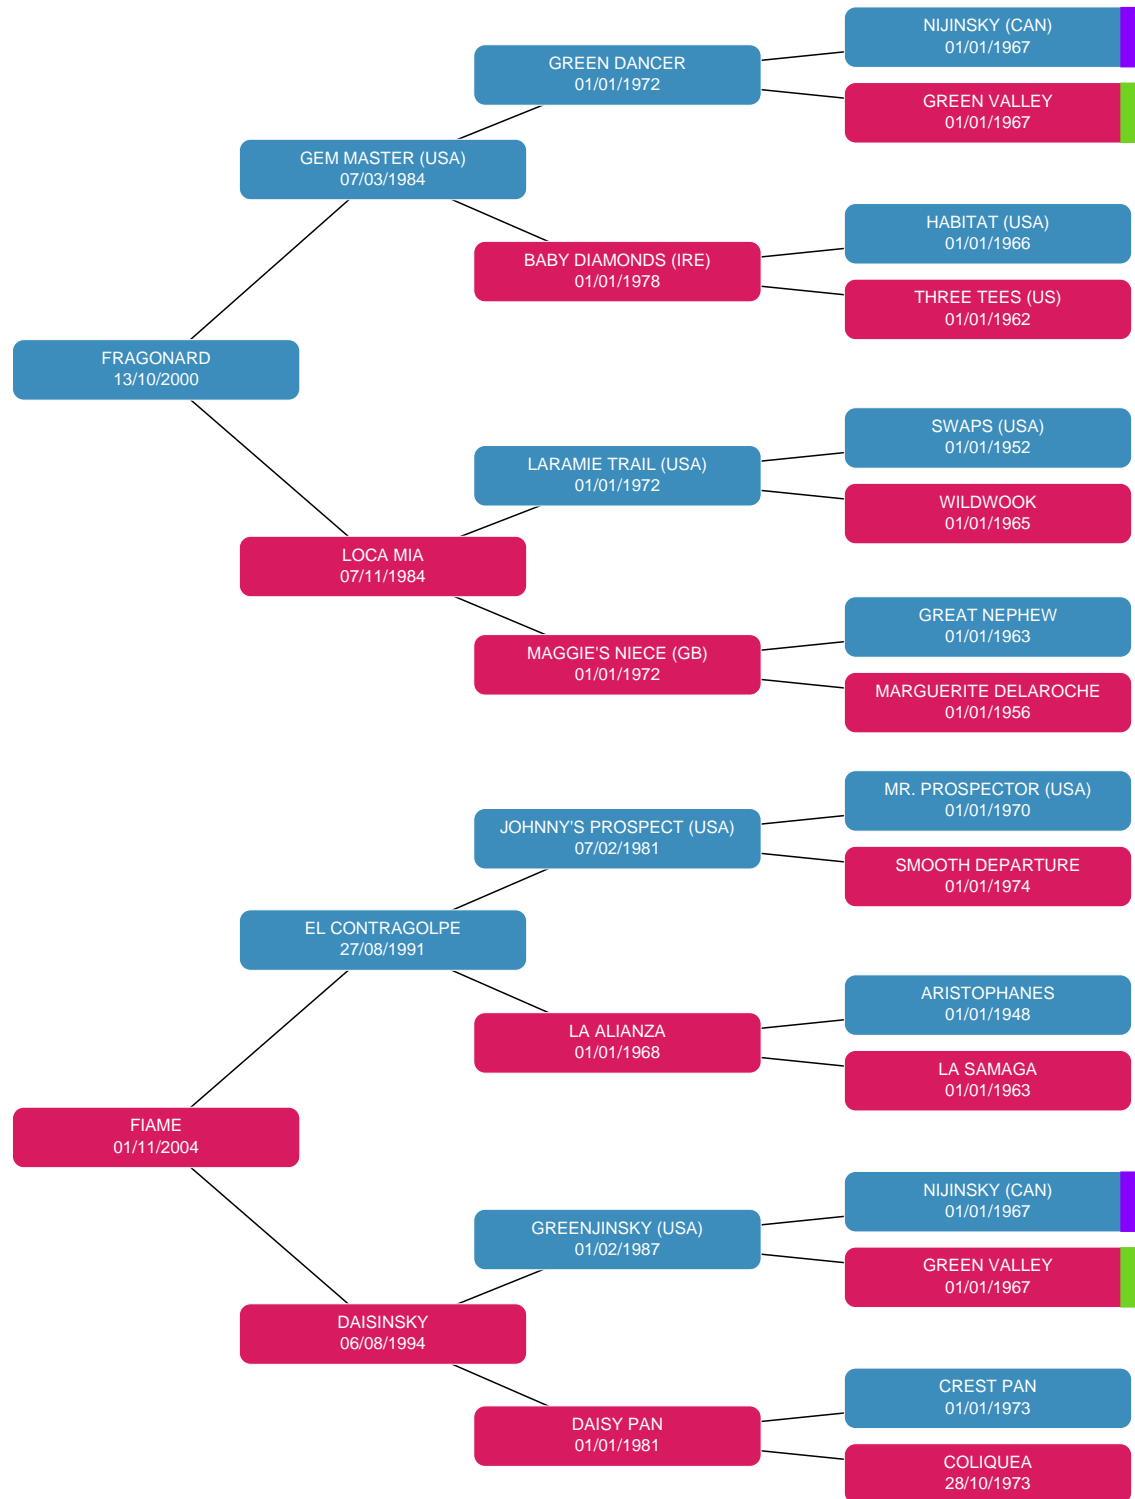 NIJINSKY (CAN)
01/01/1967
GREEN DANCER
01/01/1972
GREEN VALLEY
01/01/1967
GEM MASTER (USA)
07/03/1984
HABITAT (USA)
01/01/1966
BABY DIAMONDS (IRE)
01/01/1978
THREE TEES (US)
01/01/1962
FRAGONARD
13/10/2000
SWAPS (USA)
01/01/1952
LARAMIE TRAIL (USA)
01/01/1972
WILDWOOK
01/01/1965
LOCA MIA
07/11/1984
GREAT NEPHEW
01/01/1963
MAGGIE'S NIECE (GB)
01/01/1972
MARGUERITE DELAROCHE
01/01/1956
MR. PROSPECTOR (USA)
01/01/1970
JOHNNY'S PROSPECT (USA)
07/02/1981
SMOOTH DEPARTURE
01/01/1974
EL CONTRAGOLPE
27/08/1991
ARISTOPHANES
01/01/1948
LA ALIANZA
01/01/1968
LA SAMAGA
01/01/1963
FIAME
01/11/2004
NIJINSKY (CAN)
01/01/1967
GREENJINSKY (USA)
01/02/1987
GREEN VALLEY
01/01/1967
DAISINSKY
06/08/1994
CREST PAN
01/01/1973
DAISY PAN
01/01/1981
COLIQUEA
28/10/1973